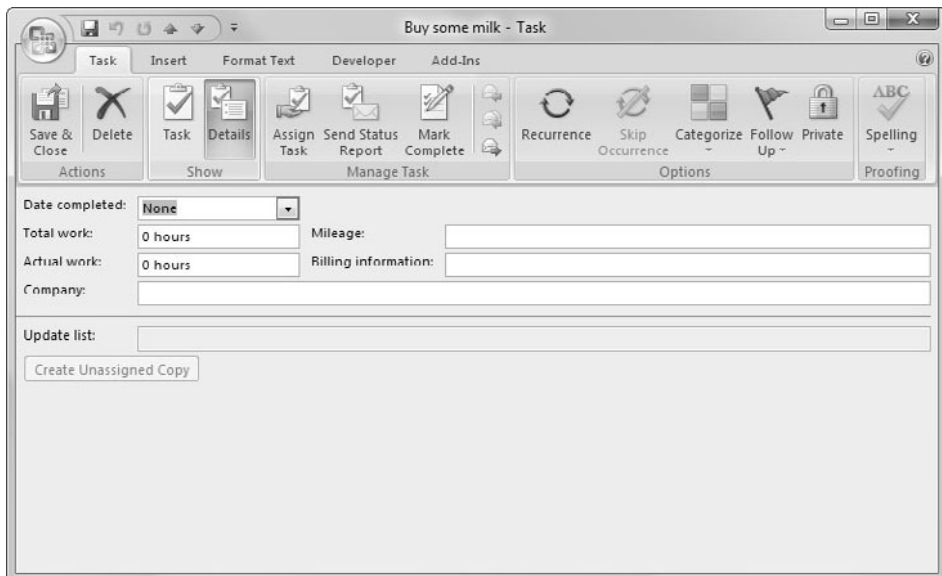 Buy some milk - Task
Task Insert Format Text Developer Add-Ins
Save & Close
Delete
Task
Details
Assign Task
Send Status Report
Mark Complete
Recurrence
Skip Occurrence
Categorize
Follow Up
Private
ABC
Spelling
Actions Show Manage Task Options Proofing
Date completed: None
Total work: 0 hours Mileage:
Actual work: 0 hours Billing information:
Company:
Update list:
Create Unassigned Copy